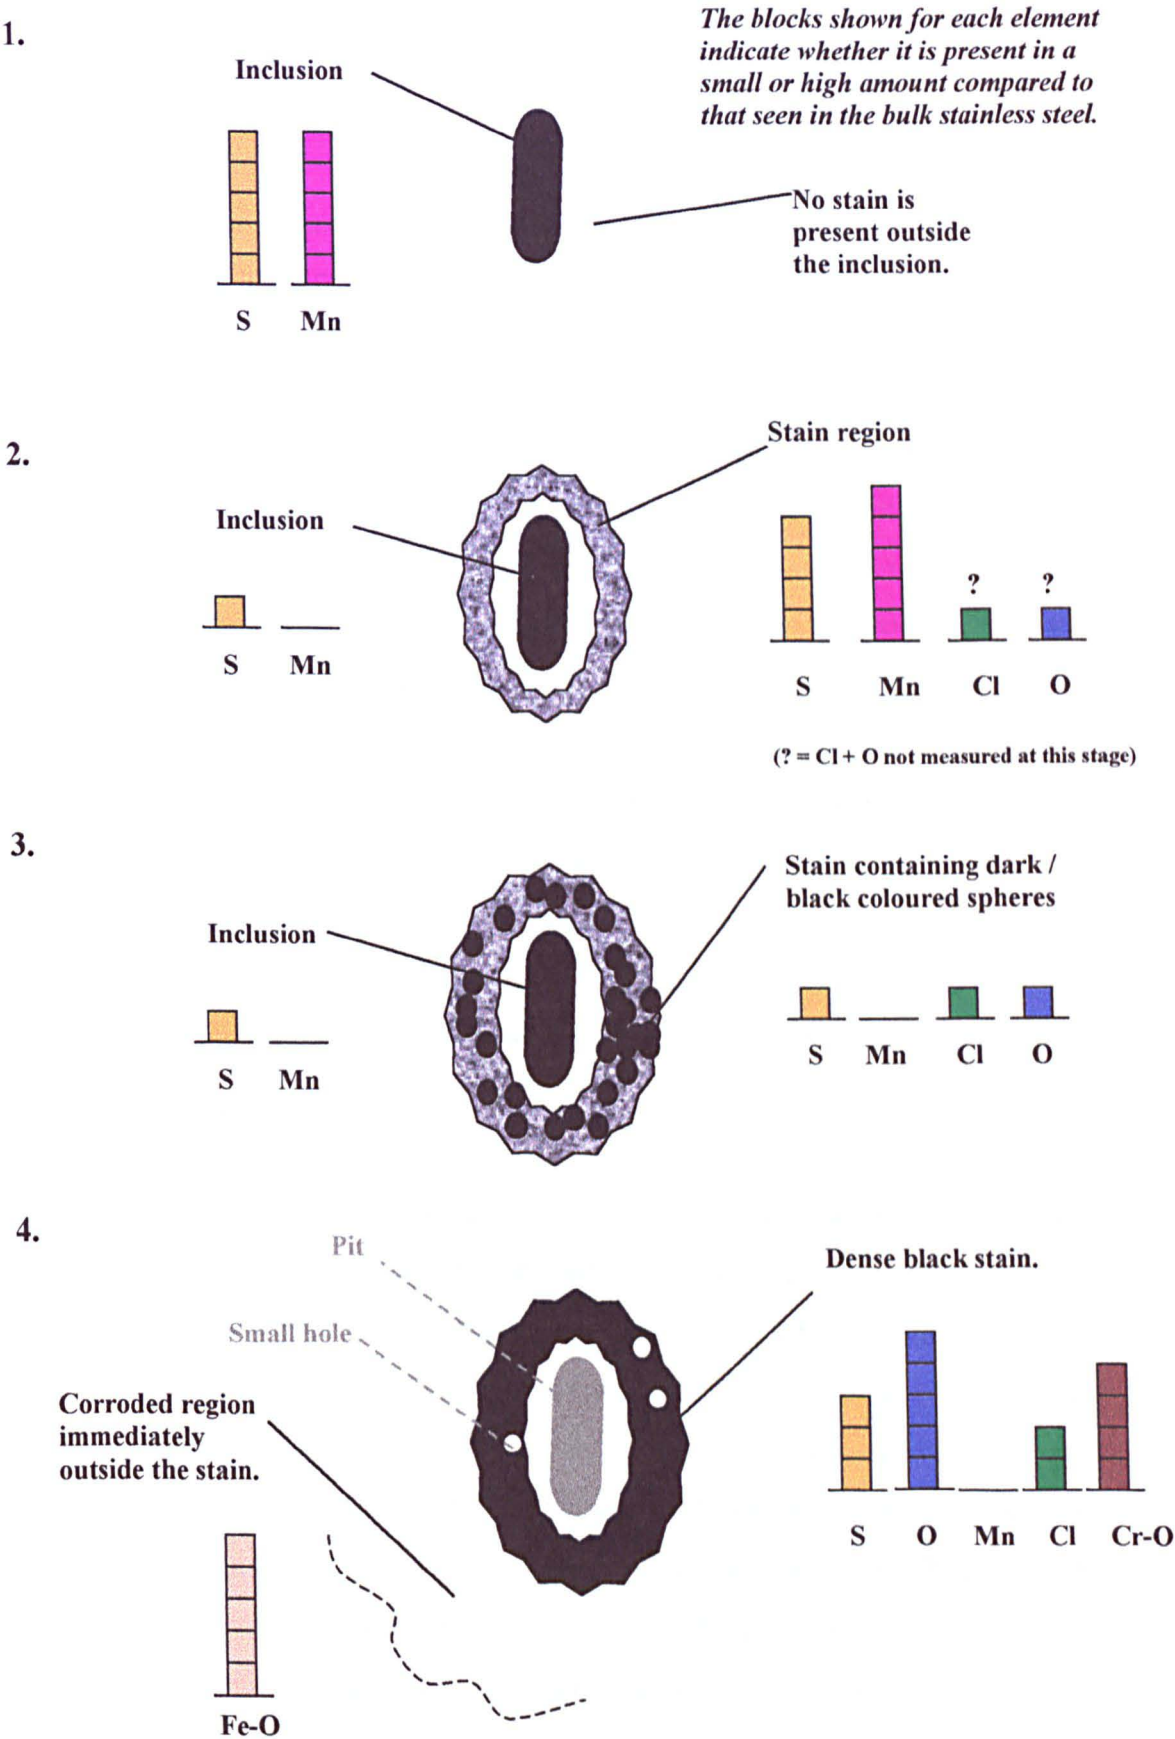 1.
The blocks shown for each element
indicate whether it is present in a
small or high amount compared to
that seen in the bulk stainless steel.
Inclusion
No stain is
present outside
the inclusion.
S Mn
2.
Stain region
Inclusion
? ?
S Mn
S Mn Cl O
(? = Cl + O not measured at this stage)
3.
Stain containing dark /
black coloured spheres
Inclusion
S Mn
S Mn Cl O
4.
Pit
Dense black stain.
Small hole
Corroded region
immediately
outside the stain.
S O Mn Cl Cr-O
Fe-O